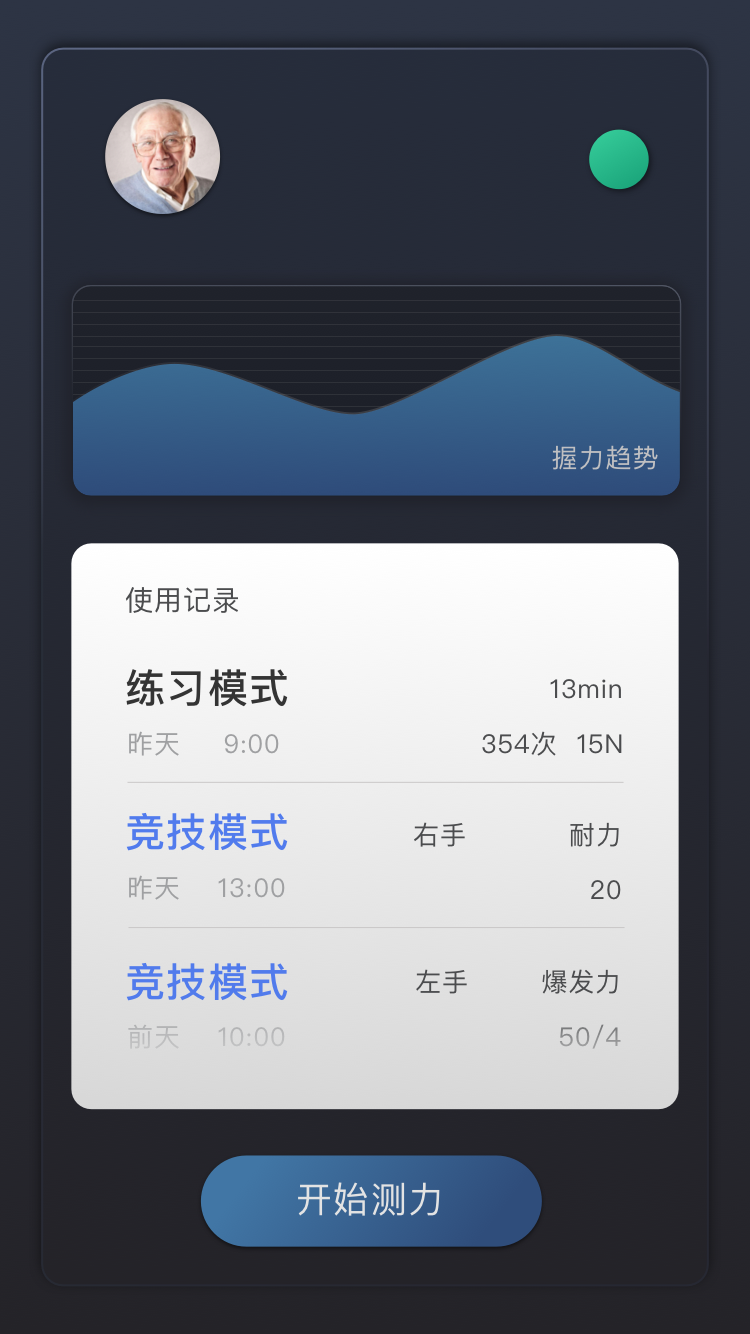 握力趋势
使用记录
练习模式 13min
昨天 9:00 354次 15N
竞技模式 右手 耐力
昨天 13:00 20
竞技模式 左手 爆发力
前天 10:00 50/4
开始测力